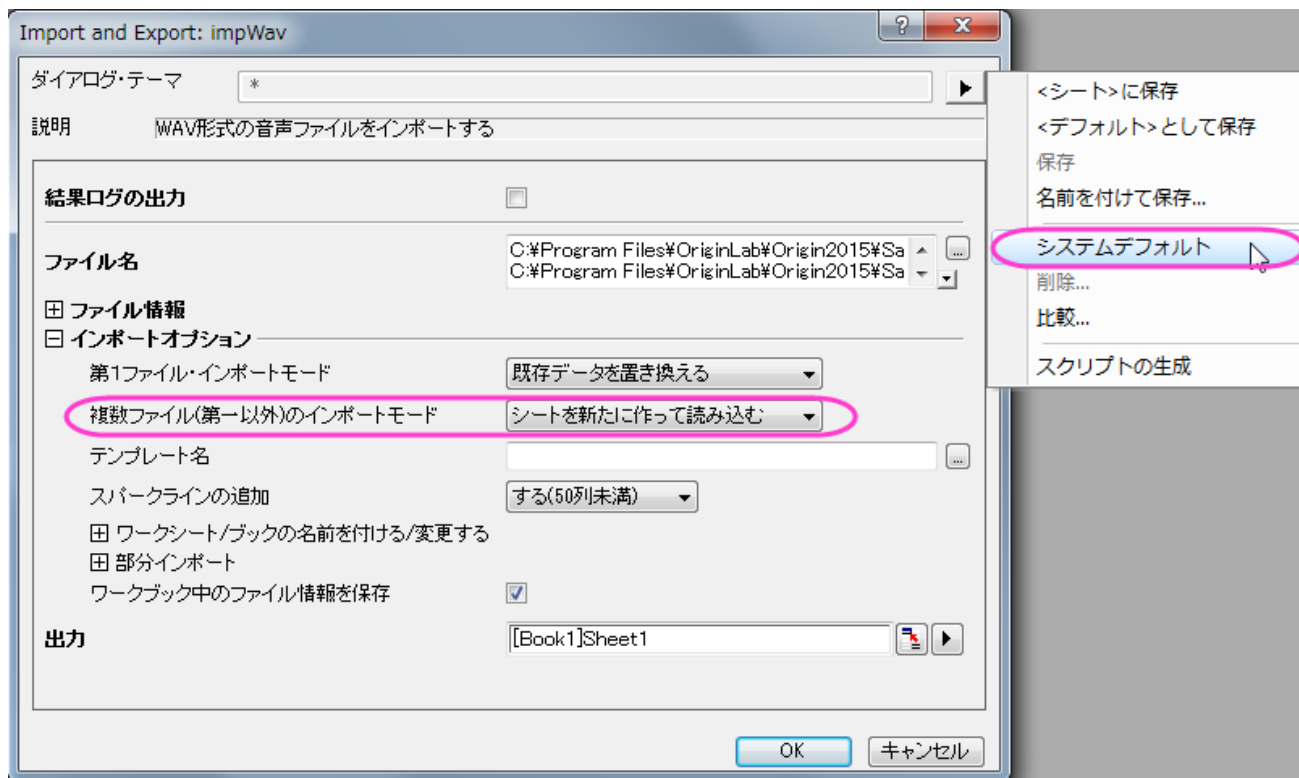 Import and Export: impWav
ダイアログ・テーマ *
説明 WAV形式の音声ファイルをインポートする
結果ログの出力
ファイル名 C:¥Program Files¥OriginLab¥Origin2015¥Sa
C:¥Program Files¥OriginLab¥Origin2015¥Sa
...
ファイル情報
インポートオプション
第1ファイル・インポートモード 既存データを置き換える
複数ファイル(第一以外)のインポートモード シートを新たに作って読み込む
テンプレート名 ...
スパークラインの追加 する(50列未満)
ワークシート/ブックの名前を付ける/変更する
部分インポート
ワークブック中のファイル情報を保存
出力 [Book1]Sheet1
OK キャンセル
<シート>に保存
<デフォルト>として保存
保存
名前を付けて保存...
システムデフォルト
削除...
比較...
スクリプトの生成